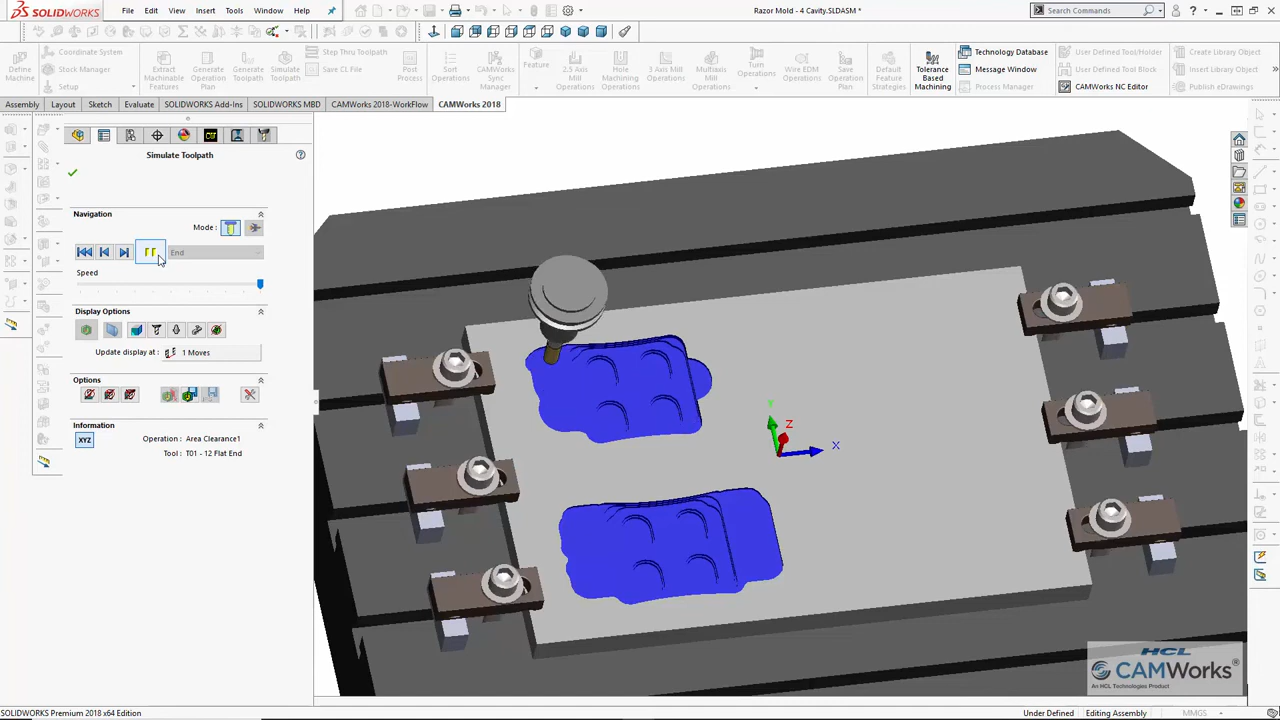 SOLIDWORKS
File Edit View Insert Tools Window Help
Razor Mold - 4 Cavity.SLDASM *
Search Commands
Define Machine
Coordinate System
Stock Manager
Setup
Extract Machinable Features
Generate Operation Plan
Generate Toolpath
Simulate Toolpath
Step Thru Toolpath
Save CL File
Post Process
Sort Operations
CAMWorks Sync Manager
Feature
2.5 Axis Mill Operations
Hole Machining Operations
3 Axis Mill Operations
Multiaxis Mill Operations
Turn Operations
Wire EDM Operations
Save Operation Plan
Default Feature Strategies
Tolerance Based Machining
Technology Database
Message Window
Process Manager
User Defined Tool/Holder
User Defined Tool Block
CAMWorks NC Editor
Create Library Object
Insert Library Object
Publish eDrawings
Assembly Layout Sketch Evaluate SOLIDWORKS Add-Ins SOLIDWORKS MBD CAMWorks 2018-WorkFlow CAMWorks 2018
Simulate Toolpath
Navigation
Mode :
End
Speed
Display Options
Update display at : 1 Moves
Options
Information
XYZ
Operation : Area Clearance1
Tool : T01 - 12 Flat End
Y
Z
X
HCL
CAMWorks®
An HCL Technologies Product
SOLIDWORKS Premium 2018 x64 Edition
Under Defined Editing Assembly MMGS